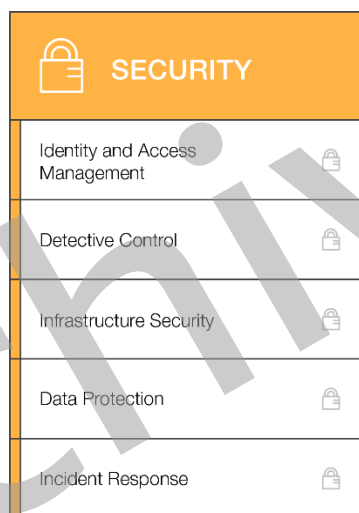 SECURITY
Identity and Access
Management
Detective Control
Infrastructure Security
Data Protection
Incident Response